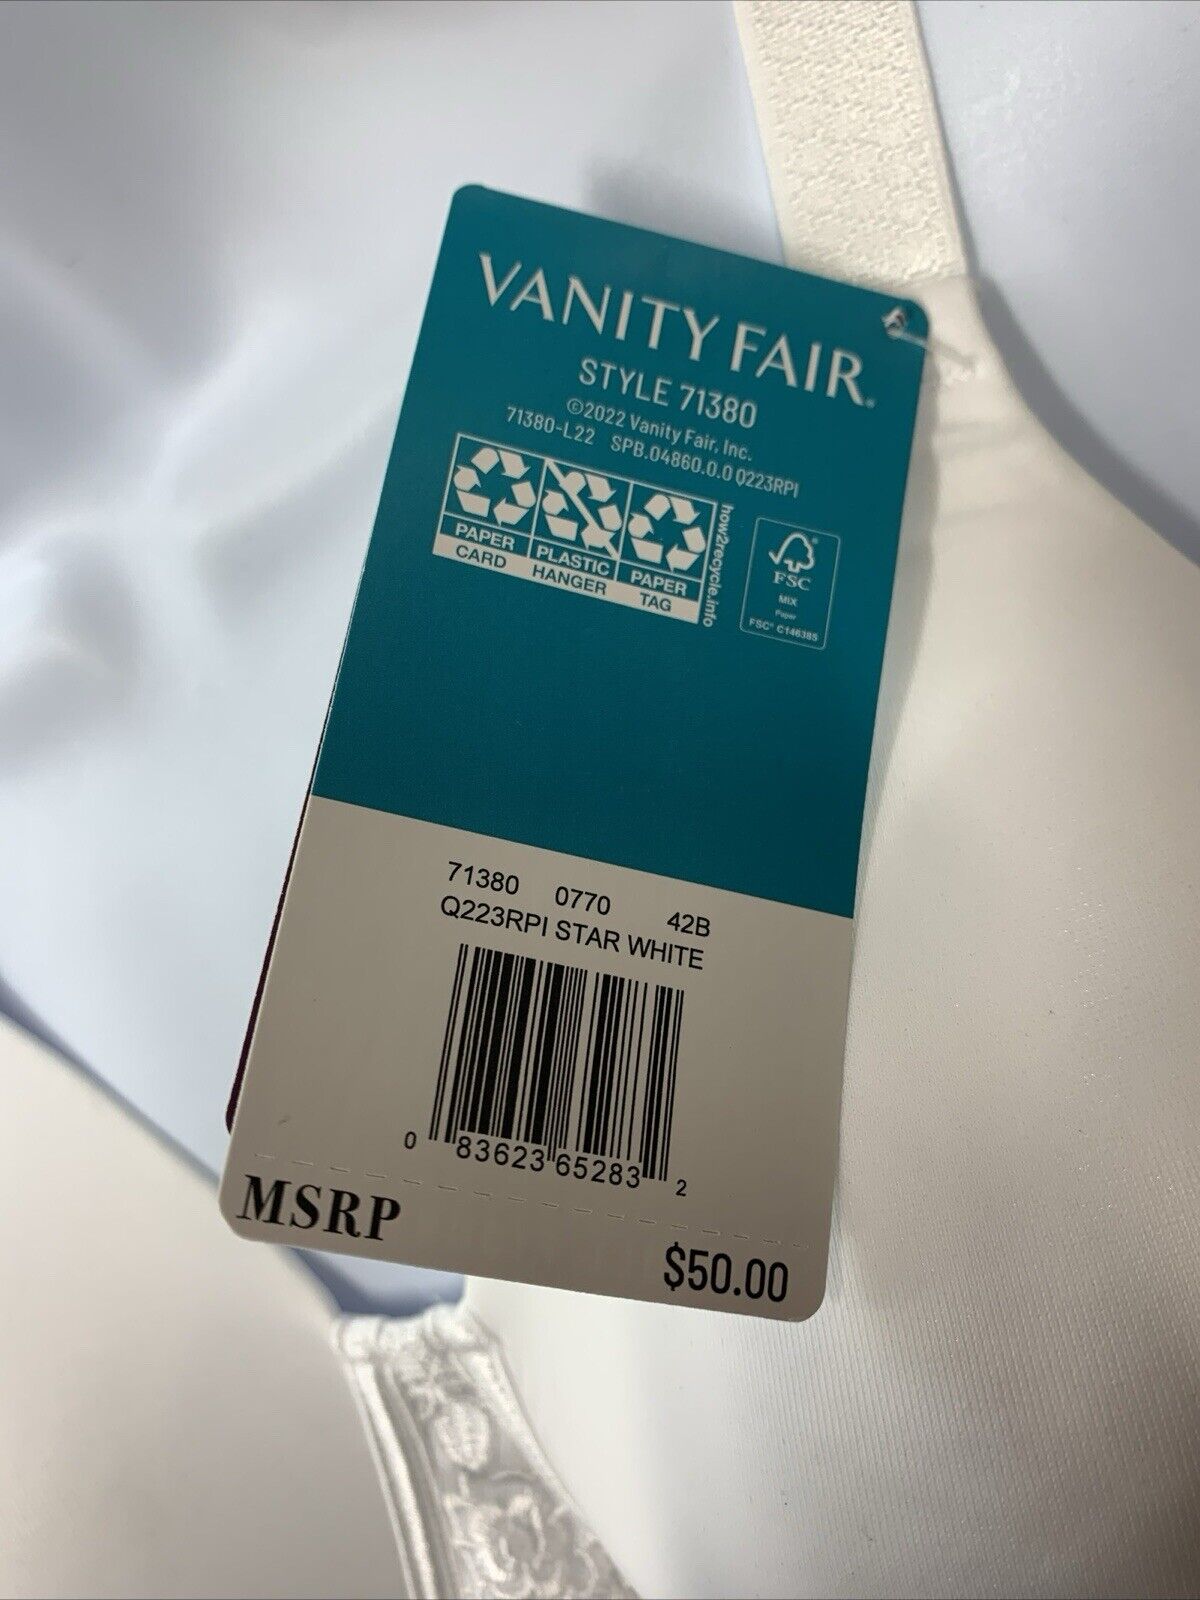 VANITY FAIR®
STYLE 71380
©2022 Vanity Fair, Inc.
71380-L22 SPB.04860.0.0 Q223RPI
PAPER PLASTIC PAPER
CARD HANGER TAG
how2recycle.info
FSC®
MIX
Paper
FSC® C146385
71380 0770 42B
Q223RPI STAR WHITE
0 83623 65283 2
MSRP
$50.00